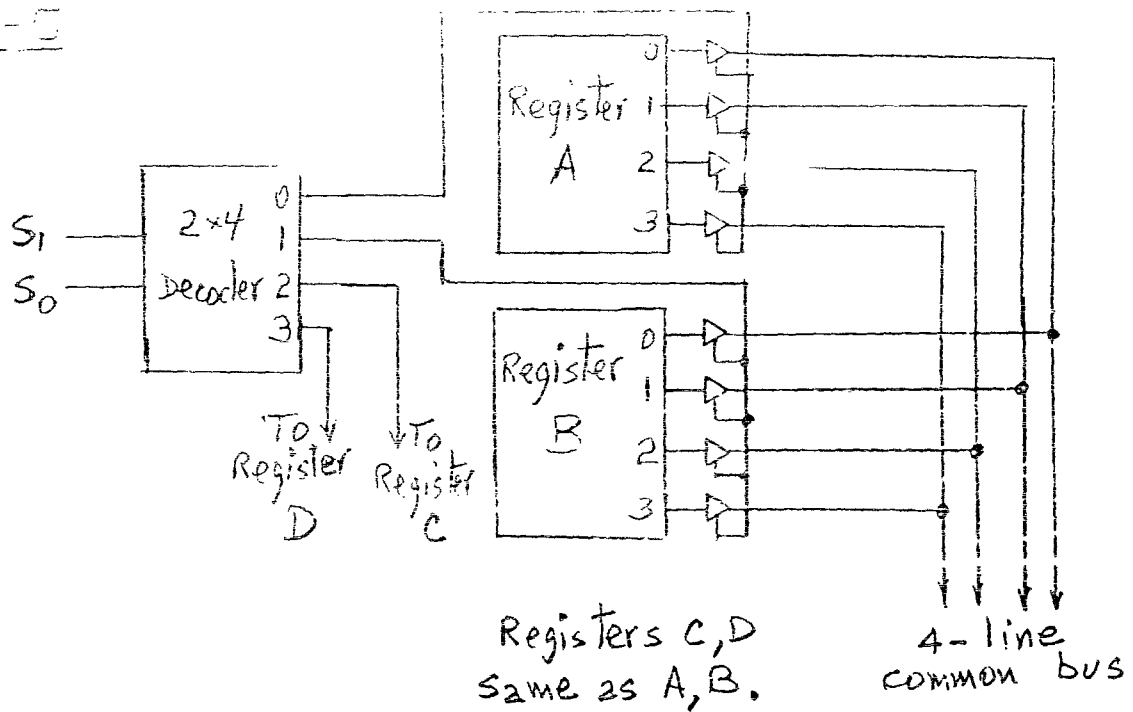 Register A
0
1
2
3
S1
S0
2×4 Decoder
0
1
2
3
To Register D
To Register C
Register B
0
1
2
3
Registers C, D
same as A, B.
4-line
common bus